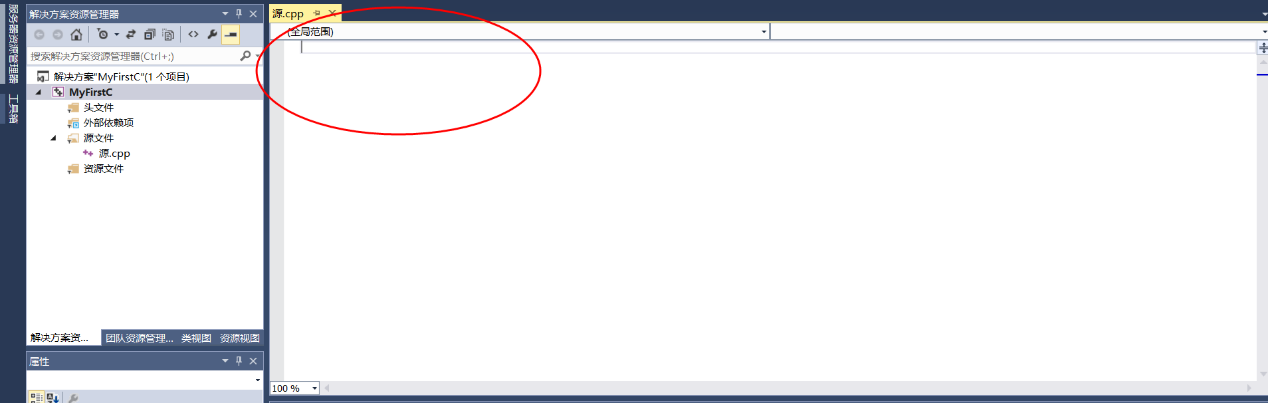 服务器资源管理器
工具箱
解决方案资源管理器
搜索解决方案资源管理器(Ctrl+;)
解决方案"MyFirstC"(1 个项目)
MyFirstC
头文件
外部依赖项
源文件
源.cpp
资源文件
解决方案资... 团队资源管理... 类视图 资源视图
属性
源.cpp
(全局范围)
100 %